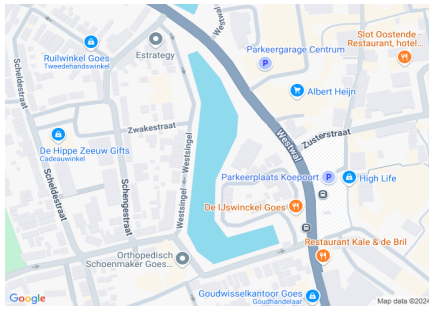 Westw
Slot Oostende -
Restaurant, hotel...
Estrategy
Parkeergarage Centrum
Ruilwinkel Goes
Tweedehandswinkel
Scheldestraat
Albert Heijn
Zwakestraat
Westwal
Zusterstraat
De Hippe Zeeuw Gifts
Cadeauwinkel
Westsingel
Parkeerplaats Koepoort
High Life
Scheldestraat
Schengestraat
Westsingel
De IJswinckel Goes
Restaurant Kale & de Bril
Orthopedisch
Schoenmaker Goes...
Goudwisselkantoor Goes
Goudhandelaar
Google
Map data ©2024